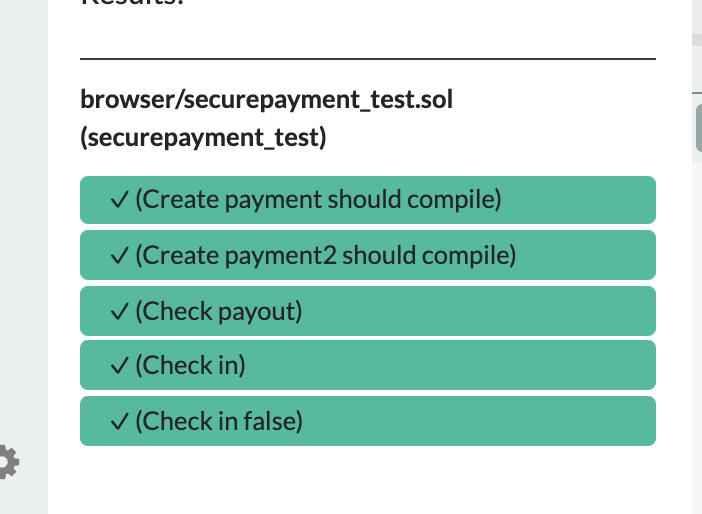 Results:
browser/securepayment_test.sol
(securepayment_test)
✓ (Create payment should compile)
✓ (Create payment2 should compile)
✓ (Check payout)
✓ (Check in)
✓ (Check in false)